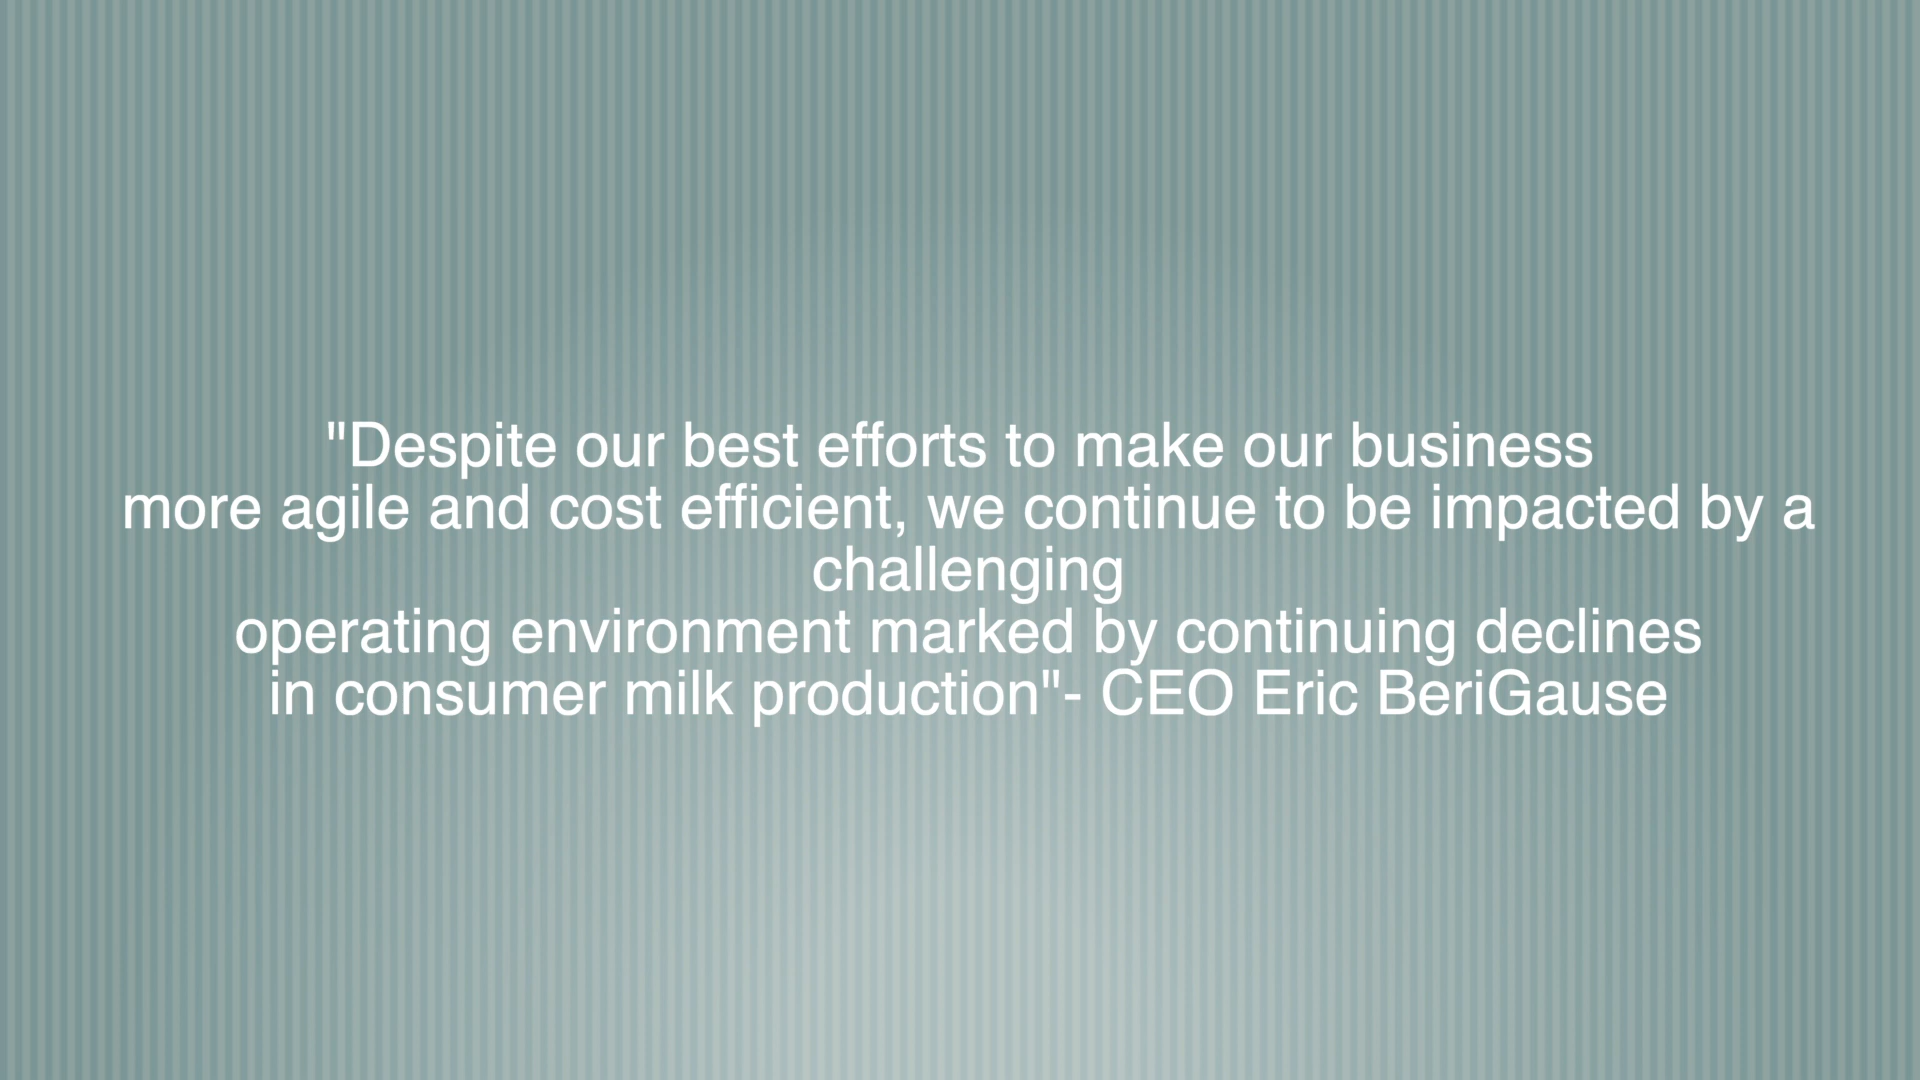 "Despite our best efforts to make our business
more agile and cost efficient, we continue to be impacted by a
challenging
operating environment marked by continuing declines
in consumer milk production"- CEO Eric BeriGause